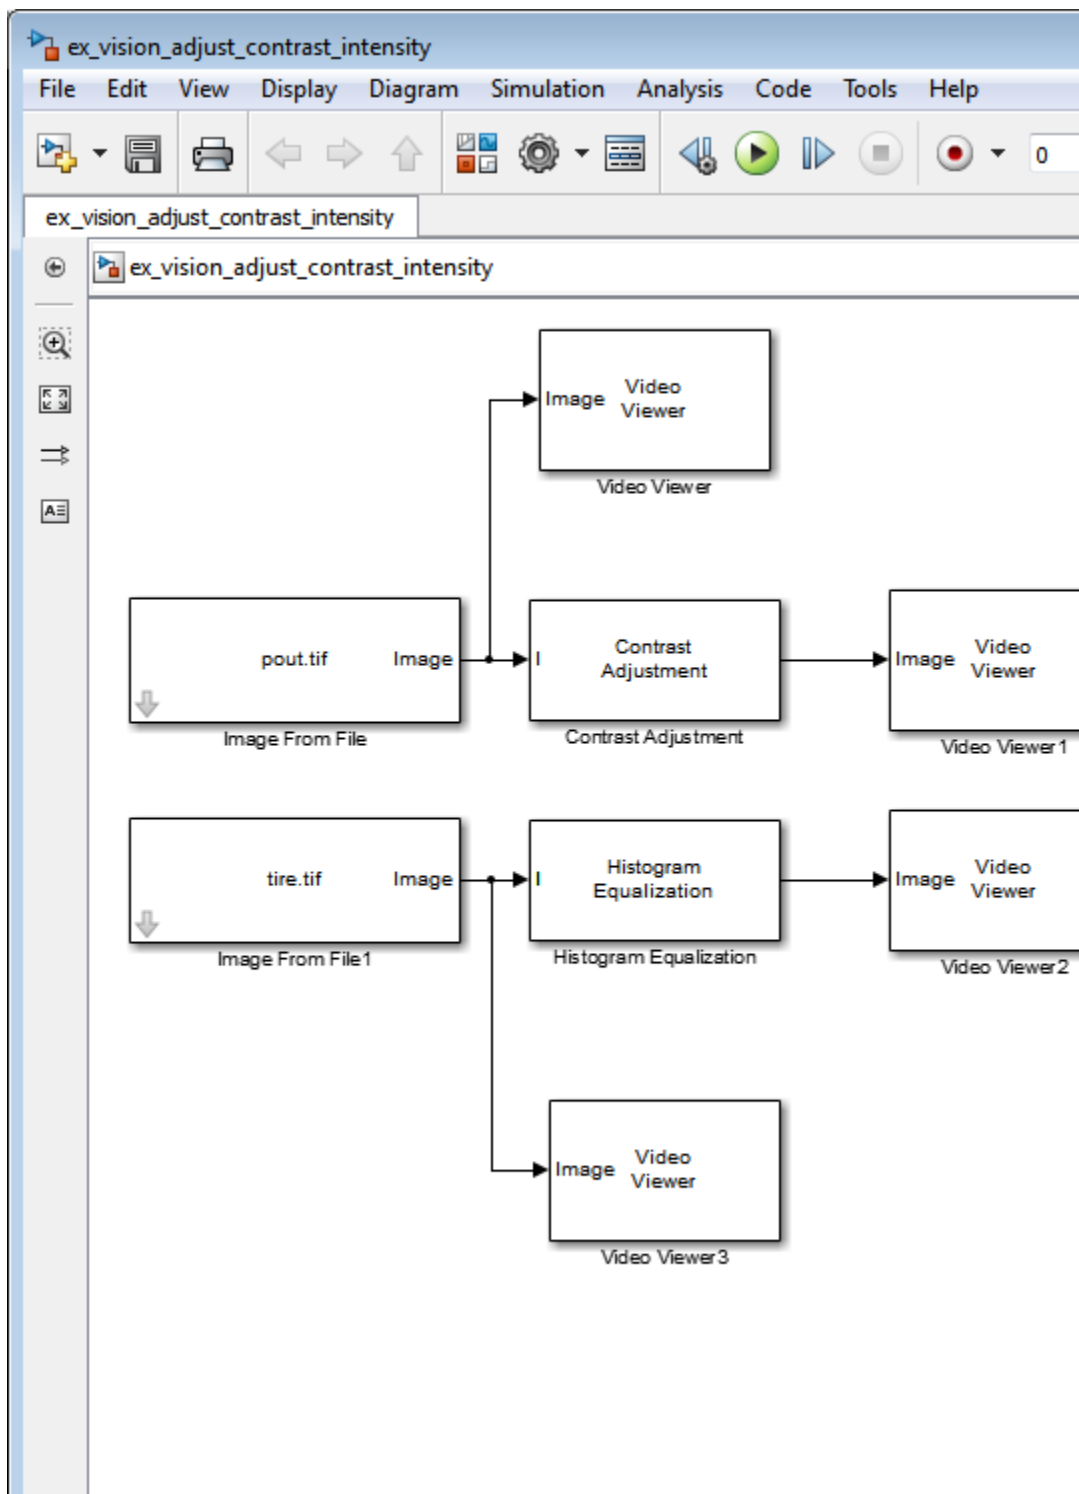 ex_vision_adjust_contrast_intensity
File Edit View Display Diagram Simulation Analysis Code Tools Help
0
ex_vision_adjust_contrast_intensity
ex_vision_adjust_contrast_intensity
A
Image Video
Viewer
Video Viewer
pout.tif Image
Image From File
I Contrast
Adjustment
Contrast Adjustment
Image Video
Viewer
Video Viewer1
tire.tif Image
Image From File1
I Histogram
Equalization
Histogram Equalization
Image Video
Viewer
Video Viewer2
Image Video
Viewer
Video Viewer3